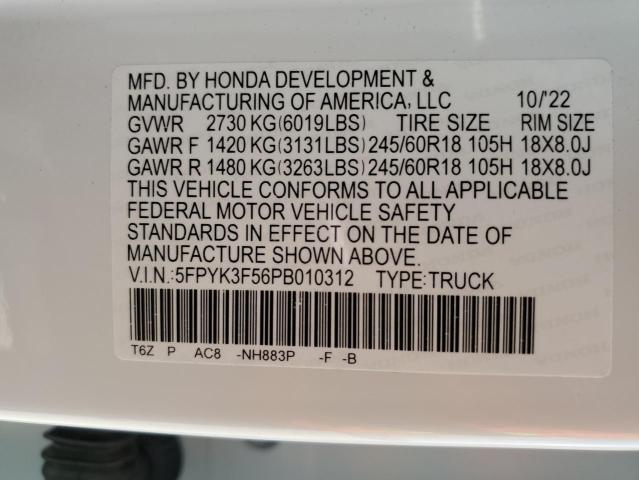 MFD. BY HONDA DEVELOPMENT &
MANUFACTURING OF AMERICA, LLC 10/'22
GVWR 2730 KG(6019LBS) TIRE SIZE RIM SIZE
GAWR F 1420 KG(3131LBS) 245/60R18 105H 18X8.0J
GAWR R 1480 KG(3263LBS) 245/60R18 105H 18X8.0J
THIS VEHICLE CONFORMS TO ALL APPLICABLE
FEDERAL MOTOR VEHICLE SAFETY
STANDARDS IN EFFECT ON THE DATE OF
MANUFACTURE SHOWN ABOVE.
V.I.N.:5FPYK3F56PB010312 TYPE:TRUCK
T6Z P AC8 -NH883P -F -B